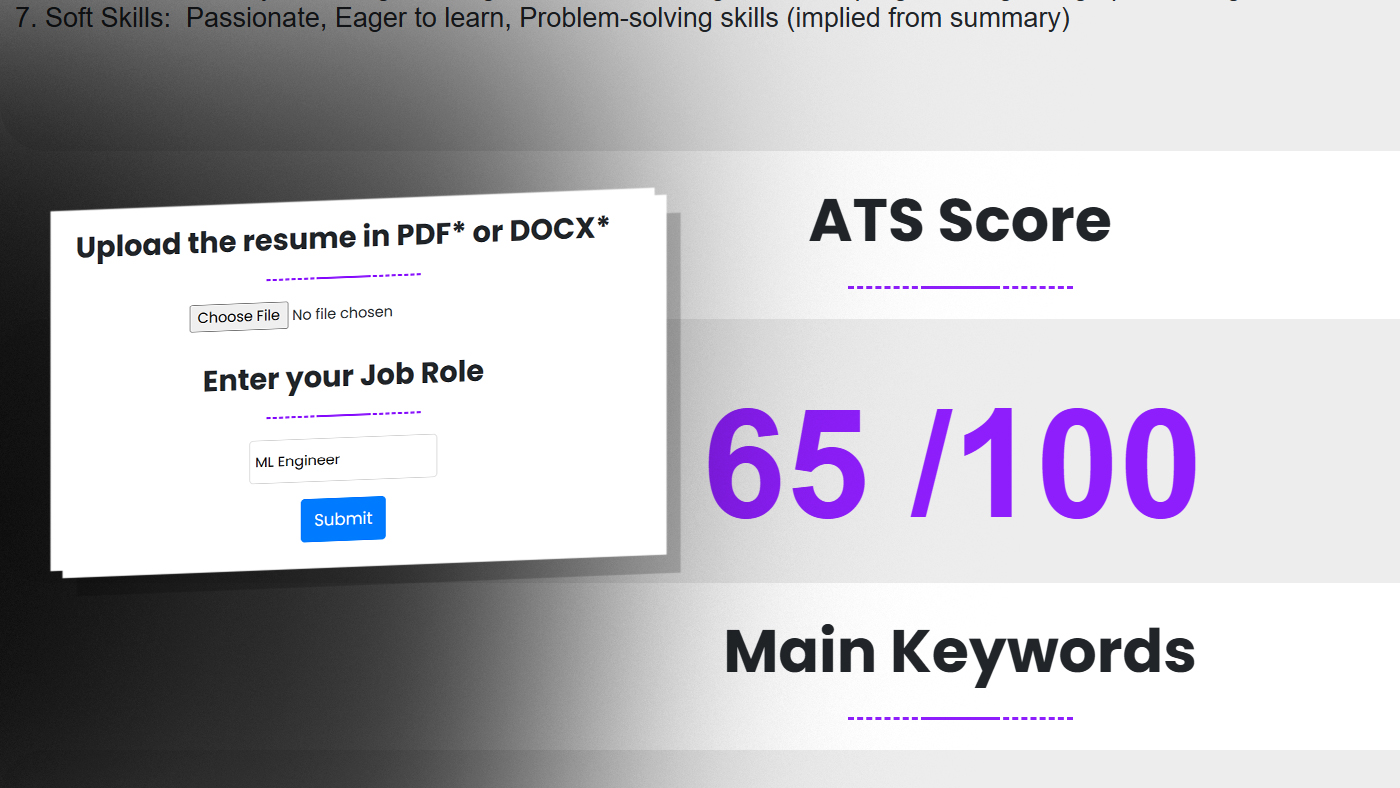 7. Soft Skills:  Passionate, Eager to learn, Problem-solving skills (implied from summary)
Upload the resume in PDF* or DOCX*
Choose File No file chosen
Enter your Job Role
ML Engineer
Submit
ATS Score
65 /100
Main Keywords